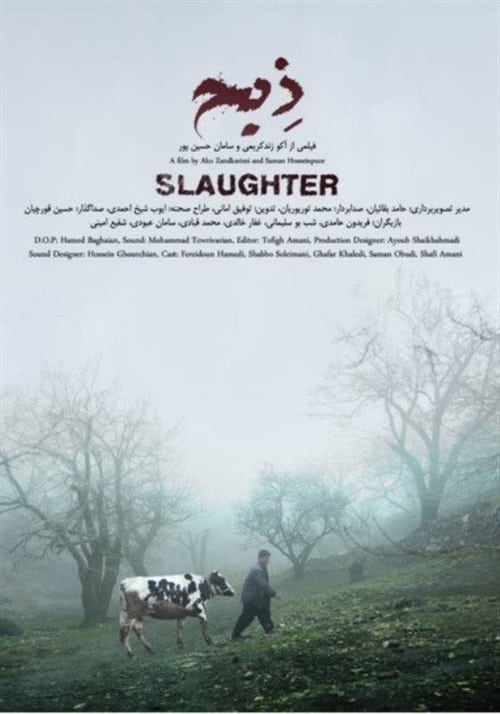 ذبیح
فیلمی از آکو زندکریمی و سامان حسین پور
A film by Ako Zandkarimi and Saman Hosseinpuor
SLAUGHTER
مدیر تصویربرداری: حامد بقائیان، صدابردار: محمد توریوریان، تدوین: توفیق امانی، طراح صحنه: ایوب شیخ احمدی، صداگذار: حسین قورچیان
بازیگران: فریدون حامدی، شب بو سلیمانی، غفار خالدی، محمد قبادی، سامان عبودی، شفیع امینی
D.O.P: Hamed Baghaian, Sound: Mohammad Towrivarian, Editor: Tofigh Amani, Production Designer: Ayoub Shaikhahmadi
Sound Designer: Hossein Ghourchian, Cast: Fereidoun Hamedi, Shabbo Soleimani, Ghafar Khaledi, Saman Obudi, Shafi Amani